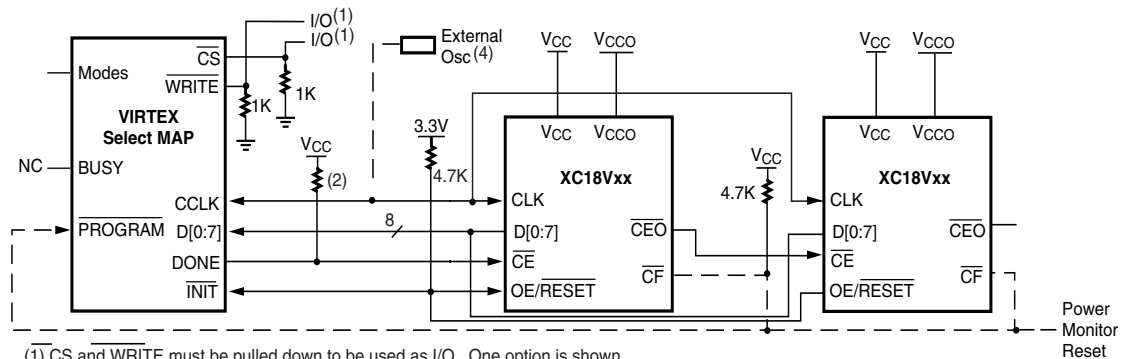 I/O(1)
I/O(1)
External
Osc(4)
VCC
VCCO
VCC
VCCO
CS
Modes
WRITE
1K
1K
VIRTEX
Select MAP
3.3V
VCC
VCCO
VCC
VCCO
VCC
VCC
NC
BUSY
(2)
4.7K
XC18Vxx
4.7K
XC18Vxx
CCLK
CLK
CLK
PROGRAM
D[0:7]
8
D[0:7]
CEO
D[0:7]
CEO
DONE
CE
CF
CE
CF
INIT
OE/RESET
OE/RESET
Power
Monitor
Reset
(1) CS and WRITE must be pulled down to be used as I/O. One option is shown.